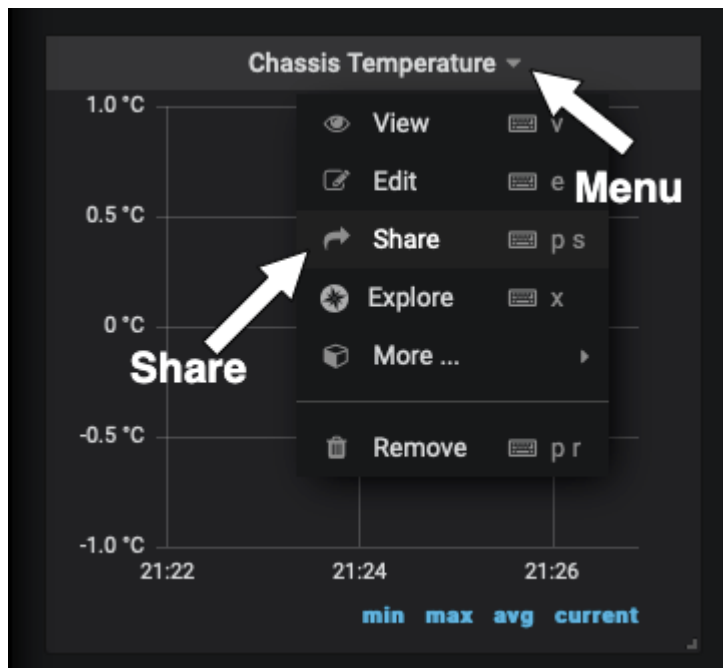 Chassis Temperature
1.0 °C
View v
Menu
Edit e
0.5 °C
Share p s
Explore x
0 °C
Share
More ...
-0.5 °C
Remove p r
-1.0 °C
21:22 21:24 21:26
min max avg current